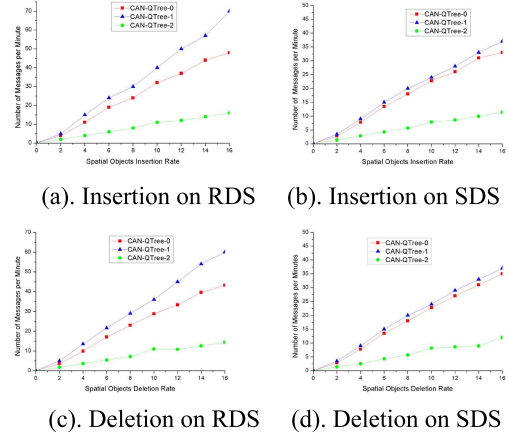 CAN-QTree-0
CAN-QTree-1
CAN-QTree-2
Number of Messages per Minute
70
60
50
40
30
20
10
0
0 2 4 6 8 10 12 14 16
Spatial Objects Insertion Rate
(a). Insertion on RDS
CAN-QTree-0
CAN-QTree-1
CAN-QTree-2
Number of Messages per Minute
50
45
40
35
30
25
20
15
10
5
0
0 2 4 6 8 10 12 14 16
Spatial Objects Insertion Rate
(b). Insertion on SDS
CAN-QTree-0
CAN-QTree-1
CAN-QTree-2
Number of Messages per Minute
70
60
50
40
30
20
10
0
0 2 4 6 8 10 12 14 16
Spatial Objects Deletion Rate
(c). Deletion on RDS
CAN-QTree-0
CAN-QTree-1
CAN-QTree-2
Number of Messages per Minutes
50
45
40
35
30
25
20
15
10
5
0
0 2 4 6 8 10 12 14 16
Spatial Objects Deletion Rate
(d). Deletion on SDS